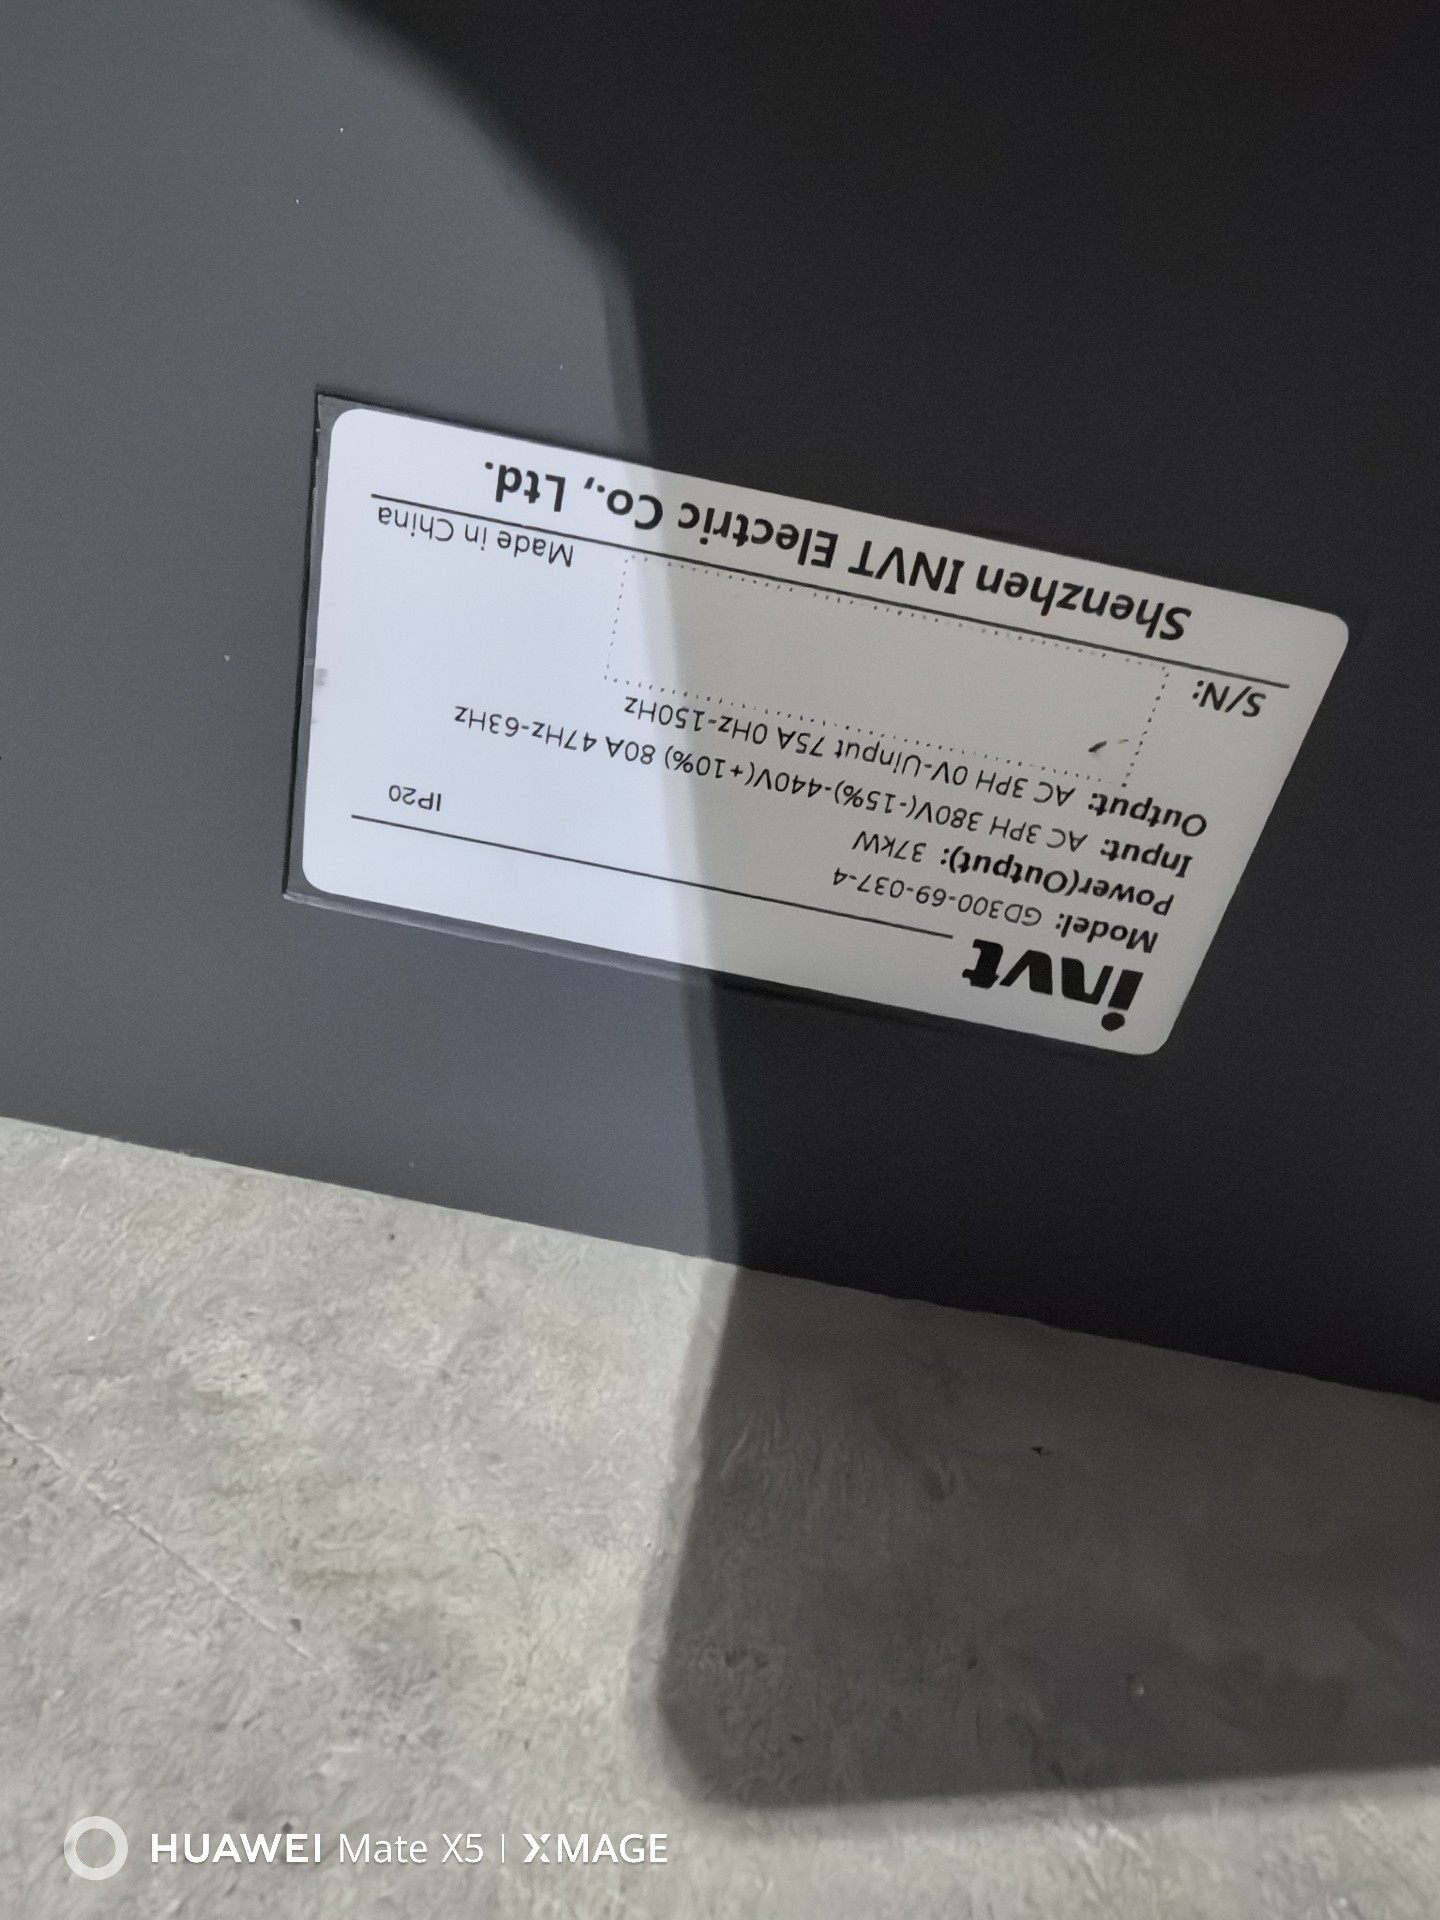 invt
IP20
Model: GD300-69-037-4
Power(Output): 37kW
Input: AC 3PH 380V(-15%)-440V(+10%) 80A 47Hz-63Hz
Output: AC 3PH 0V-Uinput 75A 0Hz-150Hz
S/N:
Made in China
Shenzhen INVT Electric Co., Ltd.
HUAWEI Mate X5 | XMAGE